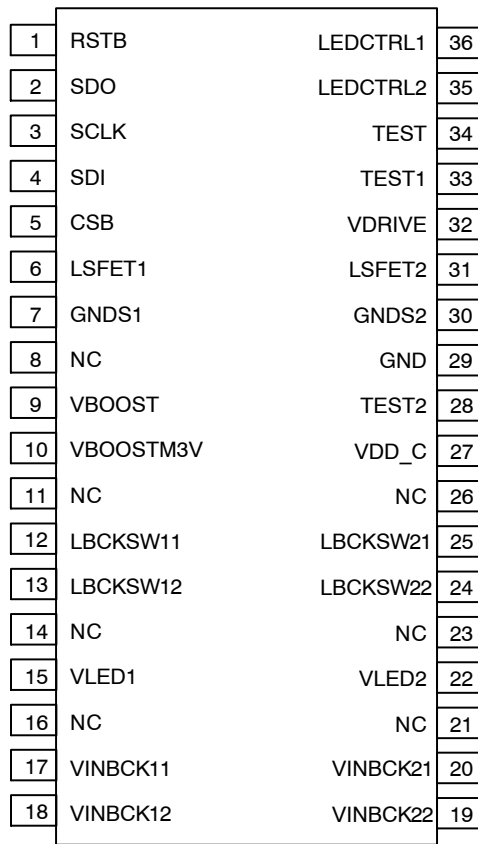 1 RSTB LEDCTRL1 36
2 SDO LEDCTRL2 35
3 SCLK TEST 34
4 SDI TEST1 33
5 CSB VDRIVE 32
6 LSFET1 LSFET2 31
7 GNDS1 GNDS2 30
8 NC GND 29
9 VBOOST TEST2 28
10 VBOOSTM3V VDD_C 27
11 NC NC 26
12 LBCKSW11 LBCKSW21 25
13 LBCKSW12 LBCKSW22 24
14 NC NC 23
15 VLED1 VLED2 22
16 NC NC 21
17 VINBCK11 VINBCK21 20
18 VINBCK12 VINBCK22 19